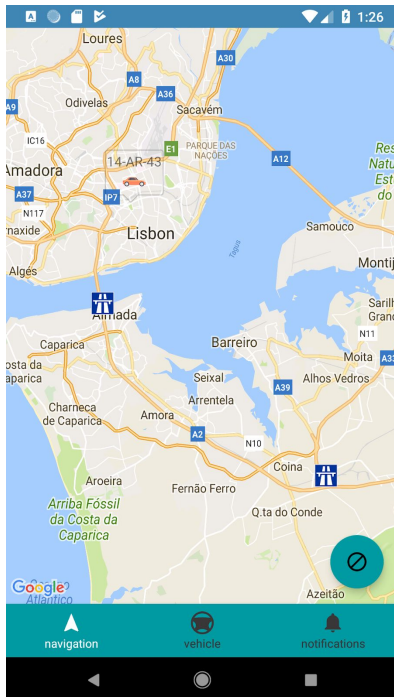 A
1:26
Loures
A30
A8
A36
Odivelas
A9
Sacavém
IC16
E1
PARQUE DAS
NAÇÕES
14-AR-43
A12
Amadora
A37
IP7
N117
Samouco
Lisbon
Tagus
Algés
Almada
N11
Caparica
Barreiro
Moita
Seixal
A39
Alhos Vedros
Charneca
de Caparica
Arrentela
Amora
A2
N10
Coina
Aroeira
Fernão Ferro
Arriba Fóssil
da Costa da
Caparica
Q.ta do Conde
Google
Azeitão
Atlântico
navigation
vehicle
notifications